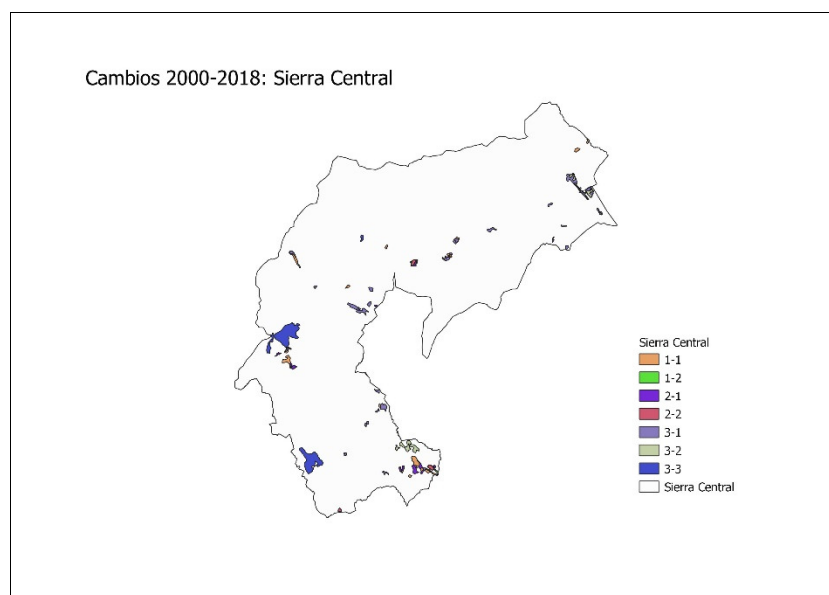 Cambios 2000-2018: Sierra Central
Sierra Central
1-1
1-2
2-1
2-2
3-1
3-2
3-3
Sierra Central